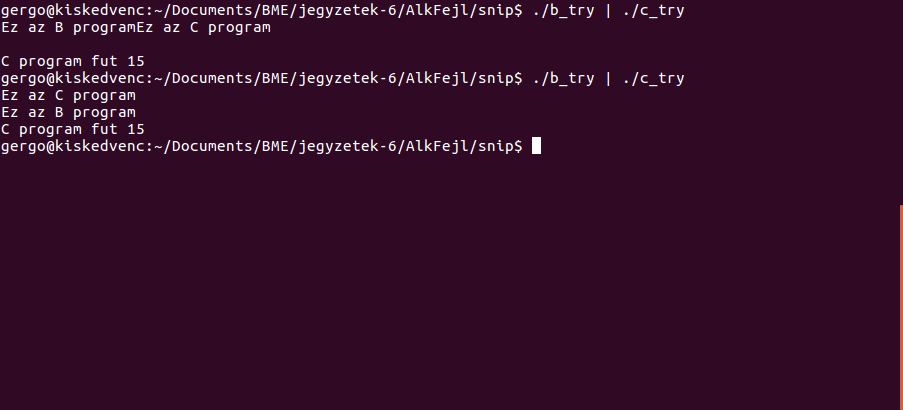 gergo@kiskedvenc:~/Documents/BME/jegyzetek-6/AlkFejl/snip$ ./b_try | ./c_try
Ez az B programEz az C program
C program fut 15
gergo@kiskedvenc:~/Documents/BME/jegyzetek-6/AlkFejl/snip$ ./b_try | ./c_try
Ez az C program
Ez az B program
C program fut 15
gergo@kiskedvenc:~/Documents/BME/jegyzetek-6/AlkFejl/snip$